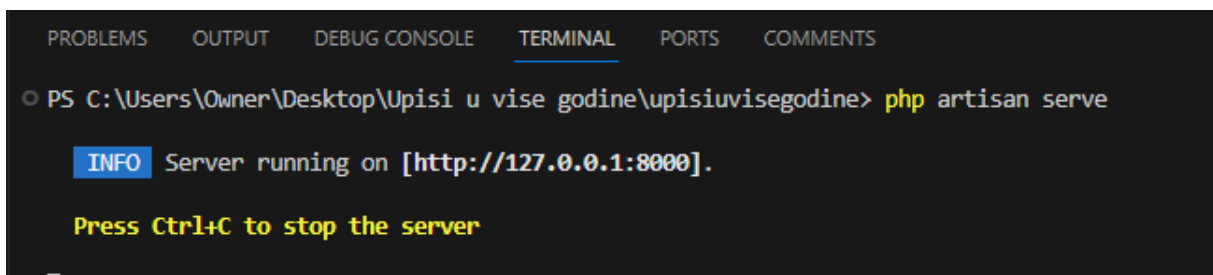 PROBLEMS OUTPUT DEBUG CONSOLE TERMINAL PORTS COMMENTS
PS C:\Users\Owner\Desktop\Upisi u vise godine\upisiuvisegodine> php artisan serve
INFO Server running on [http://127.0.0.1:8000].
Press Ctrl+C to stop the server